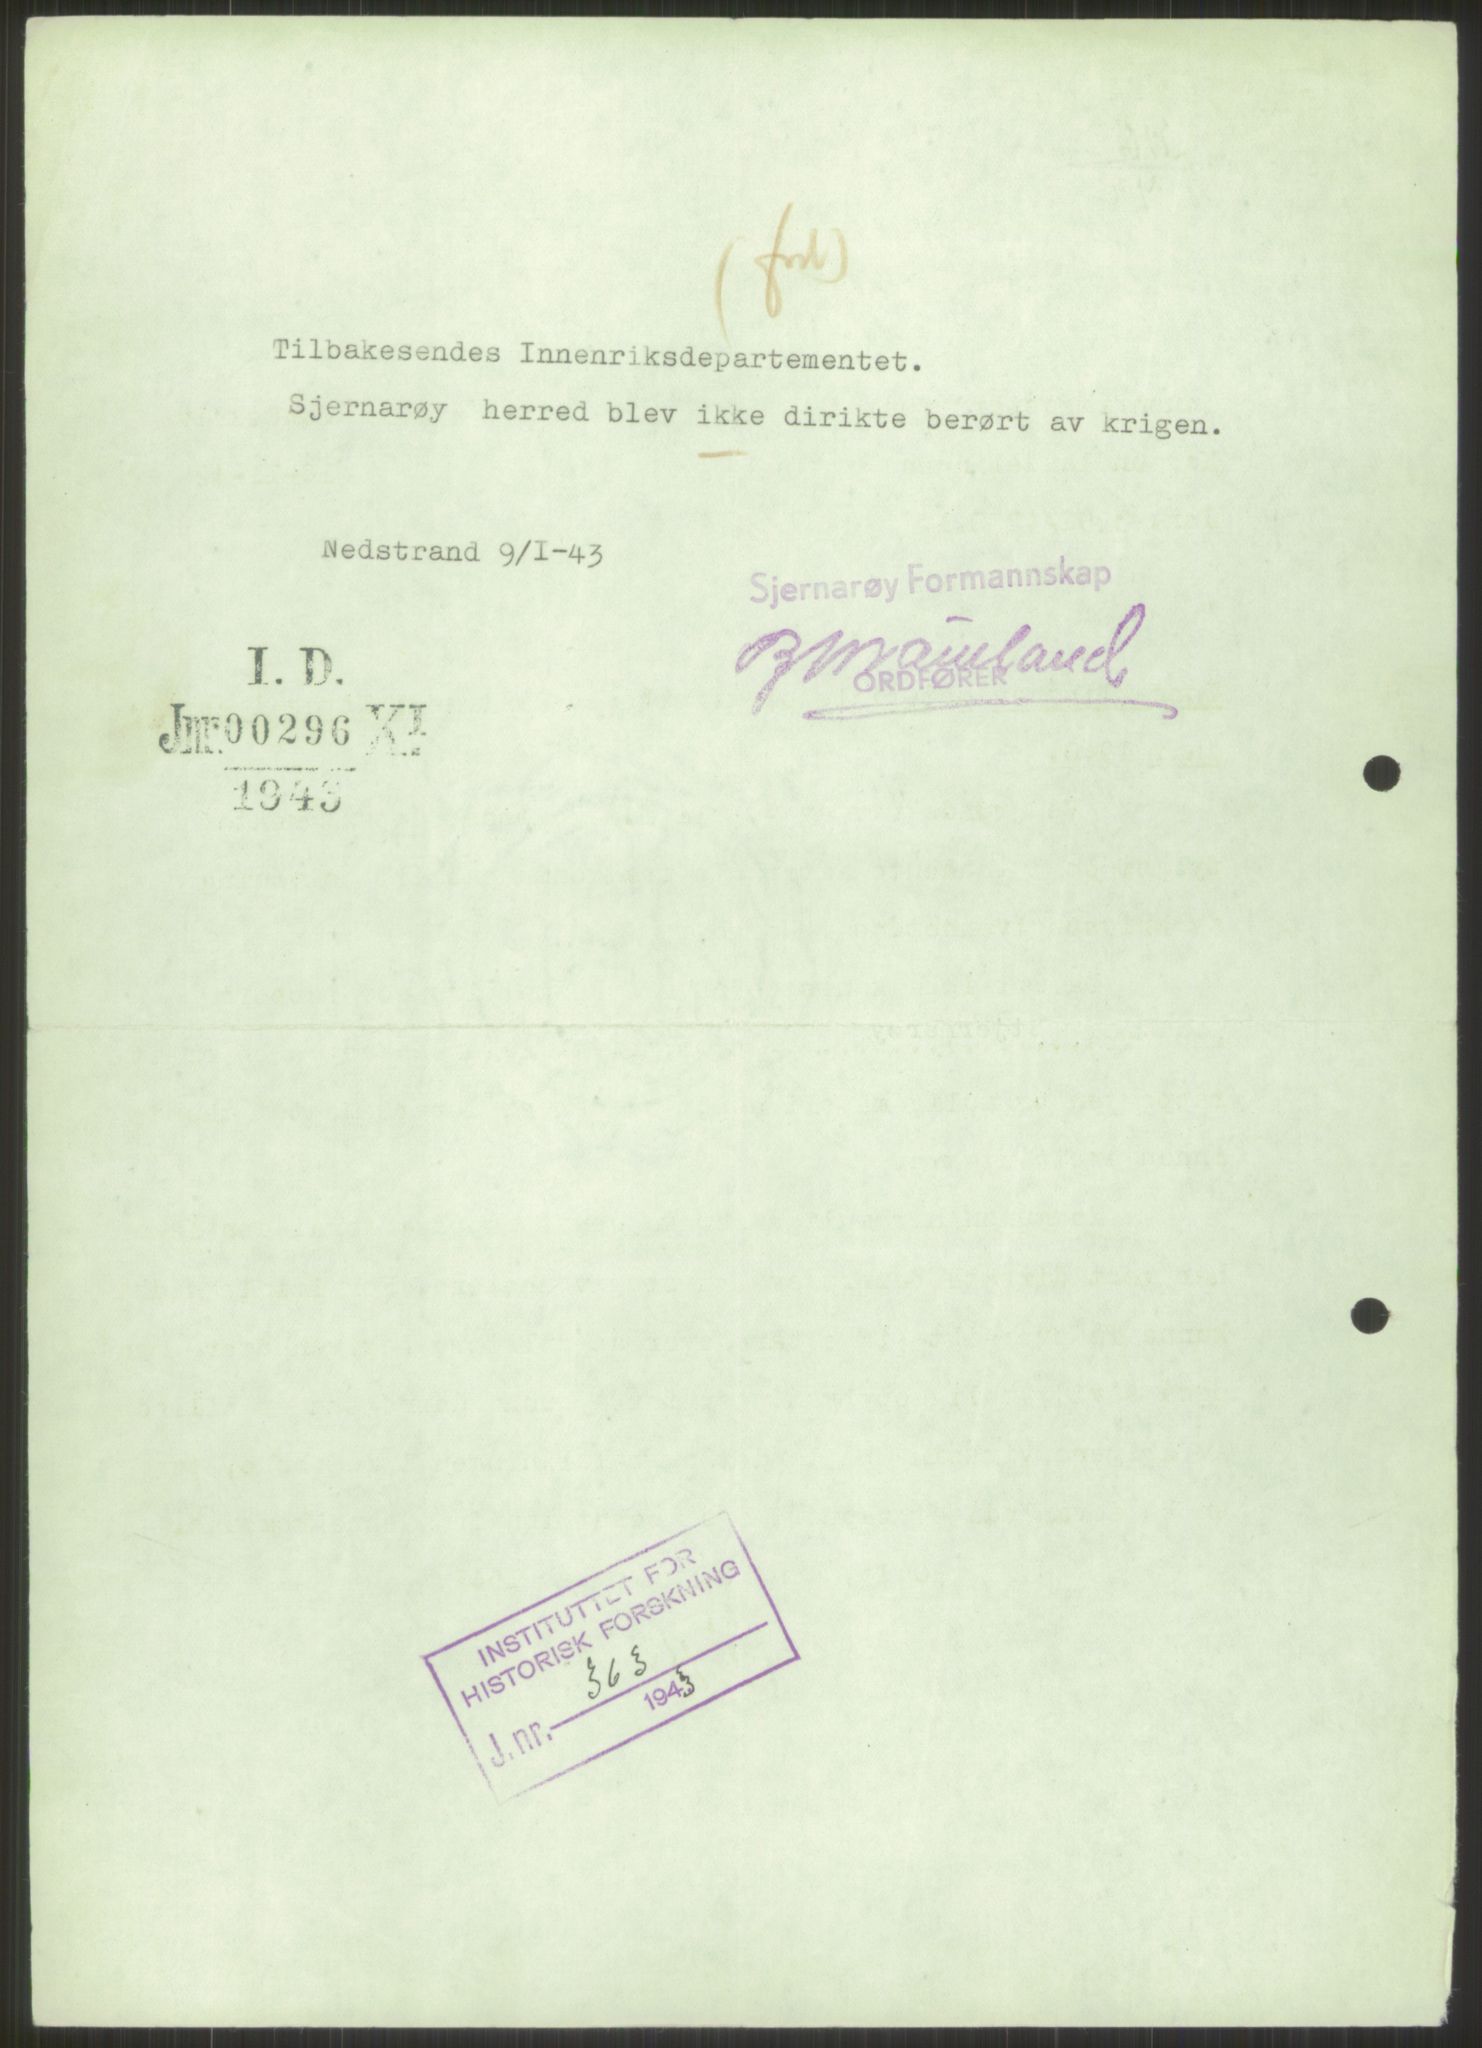 Tilbakesendes Innenriksdepartementet.
Sjernarøy herred blev ikke dirikte berørt av krigen.
Nedstrand 9/I-43
Sjernarøy Formannskap
ORDFØRER
I. D.
Jnr. 00296 XI.
1943
INSTITUTTET FOR
HISTORISK FORSKNING
363
J. nr.
1943